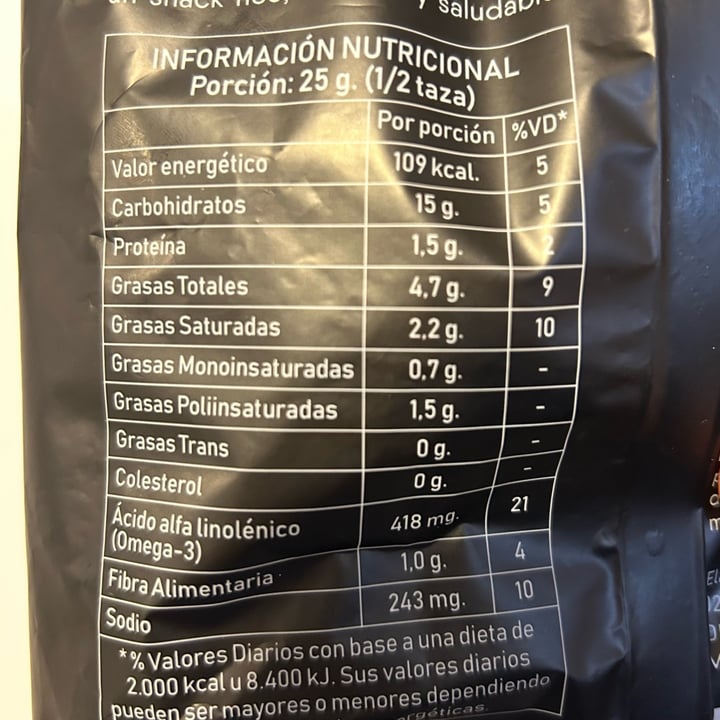 un snack rico,
y saludable
INFORMACIÓN NUTRICIONAL
Porción: 25 g. (1/2 taza)
Por porción %VD*
Valor energético 109 kcal. 5
Carbohidratos 15 g. 5
Proteína 1,5 g. 2
Grasas Totales 4,7 g. 9
Grasas Saturadas 2,2 g. 10
Grasas Monoinsaturadas 0,7 g. -
Grasas Poliinsaturadas 1,5 g. -
Grasas Trans 0 g. -
Colesterol 0 g. -
Ácido alfa linolénico
(Omega-3) 418 mg. 21
Fibra Alimentaria 1,0 g. 4
Sodio 243 mg. 10
*% Valores Diarios con base a una dieta de
2.000 kcal u 8.400 kJ. Sus valores diarios
pueden ser mayores o menores dependiendo